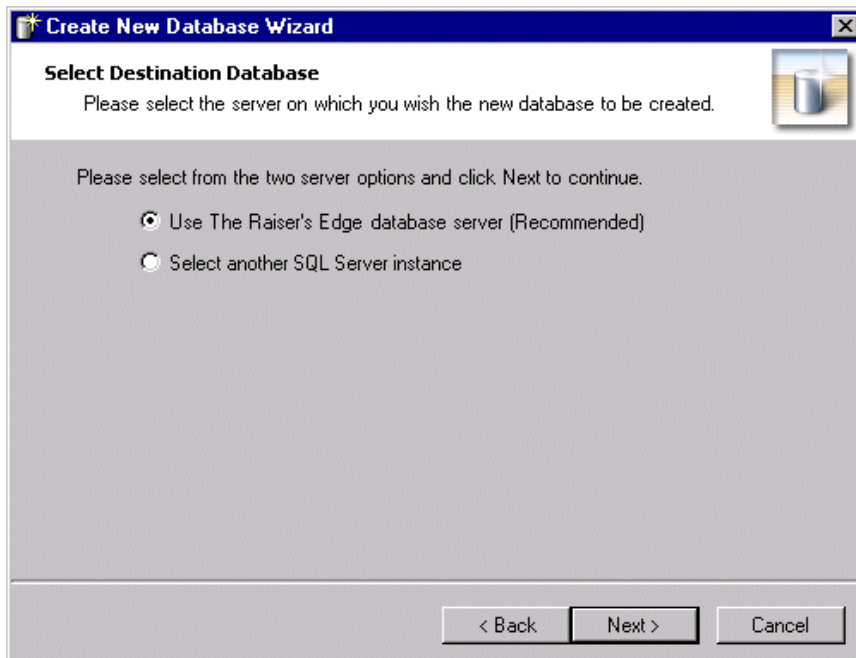 Create New Database Wizard
Select Destination Database
Please select the server on which you wish the new database to be created.
Please select from the two server options and click Next to continue.
Use The Raiser's Edge database server (Recommended)
Select another SQL Server instance
< Back Next > Cancel